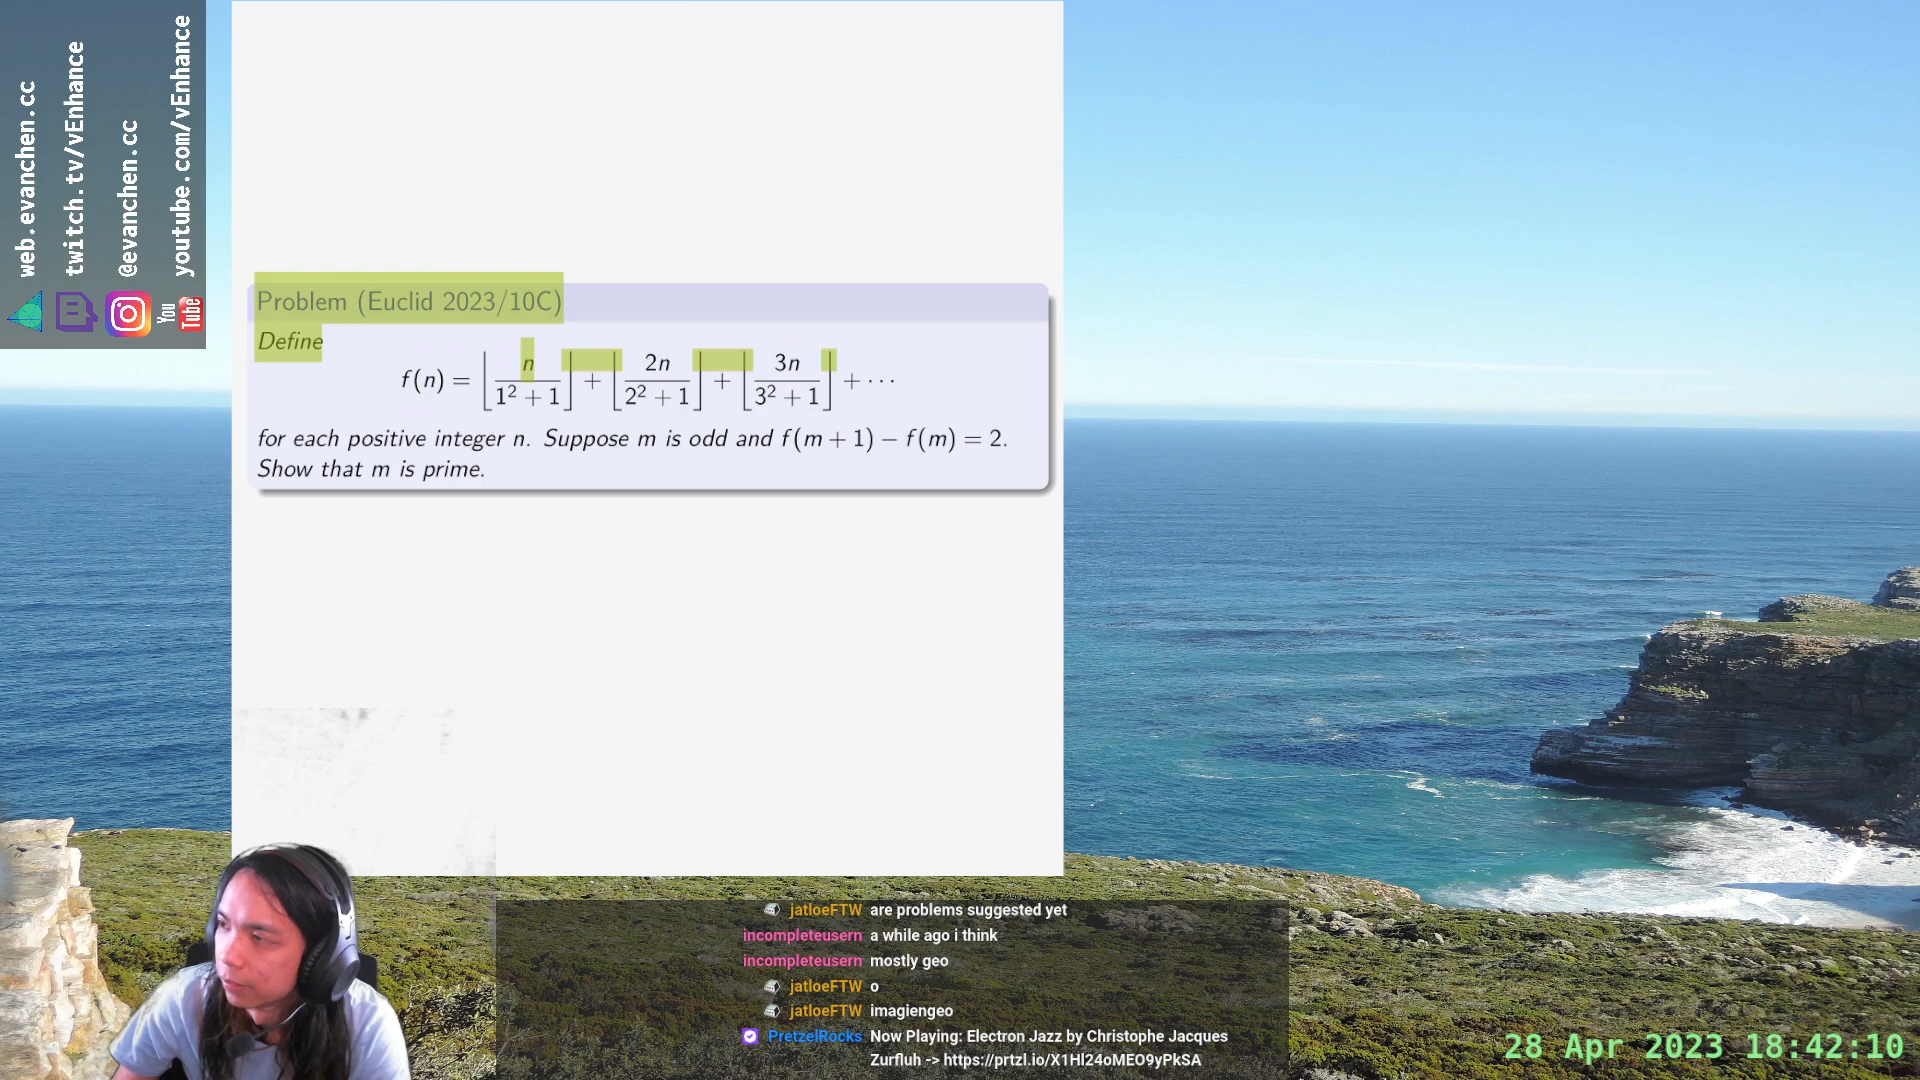 web.evanchen.cc
twitch.tv/vEnhance
@evanchen.cc
youtube.com/vEnhance
You
Tube
Problem (Euclid 2023/10C)
Define
f(n) = ⌊n/(1² + 1)⌋ + ⌊2n/(2² + 1)⌋ + ⌊3n/(3² + 1)⌋ + ⋯
for each positive integer n. Suppose m is odd and f(m + 1) − f(m) = 2.
Show that m is prime.
jatloeFTW are problems suggested yet
incompleteusern a while ago i think
incompleteusern mostly geo
jatloeFTW o
jatloeFTW imagiengeo
PretzelRocks Now Playing: Electron Jazz by Christophe Jacques
Zurfluh -> https://prtzl.io/X1Hl24oMEO9yPkSA
28 Apr 2023 18:42:10